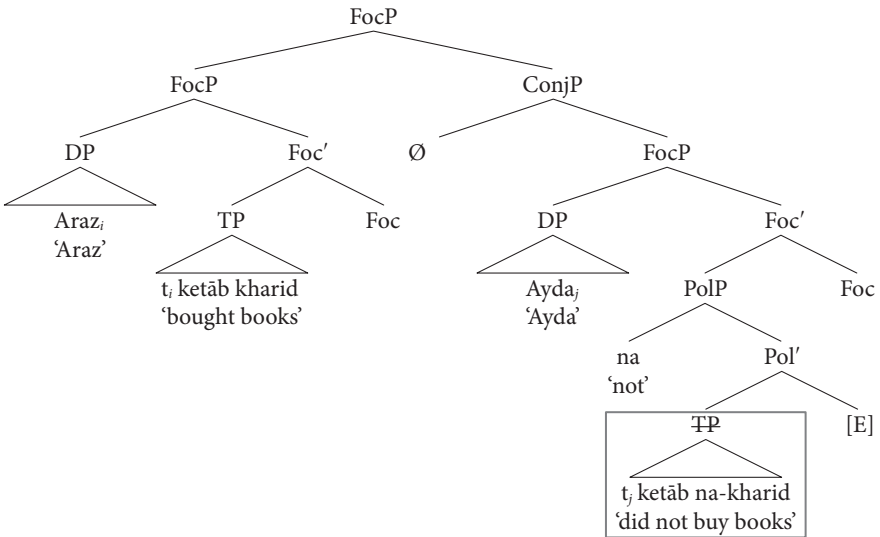 FocP
FocP ConjP
DP Foc′ Ø FocP
Arazᵢ TP Foc DP Foc′
‘Araz’
tᵢ ketāb kharid Aydaⱼ PolP Foc
‘bought books’ ‘Ayda’
na Pol′
‘not’
TP [E]
tⱼ ketāb na-kharid
‘did not buy books’